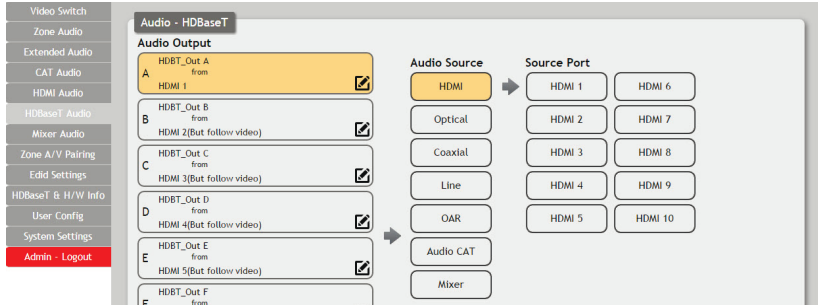 Video Switch
Zone Audio
Extended Audio
CAT Audio
HDMI Audio
HDBaseT Audio
Mixer Audio
Zone A/V Pairing
Edid Settings
HDBaseT & H/W Info
User Config
System Settings
Admin - Logout
Audio - HDBaseT
Audio Output
A
HDBT_Out A
from
HDMI 1
B
HDBT_Out B
from
HDMI 2(But follow video)
C
HDBT_Out C
from
HDMI 3(But follow video)
D
HDBT_Out D
from
HDMI 4(But follow video)
E
HDBT_Out E
from
HDMI 5(But follow video)
F
HDBT_Out F
from
Audio Source
HDMI
Optical
Coaxial
Line
OAR
Audio CAT
Mixer
Source Port
HDMI 1 HDMI 6
HDMI 2 HDMI 7
HDMI 3 HDMI 8
HDMI 4 HDMI 9
HDMI 5 HDMI 10